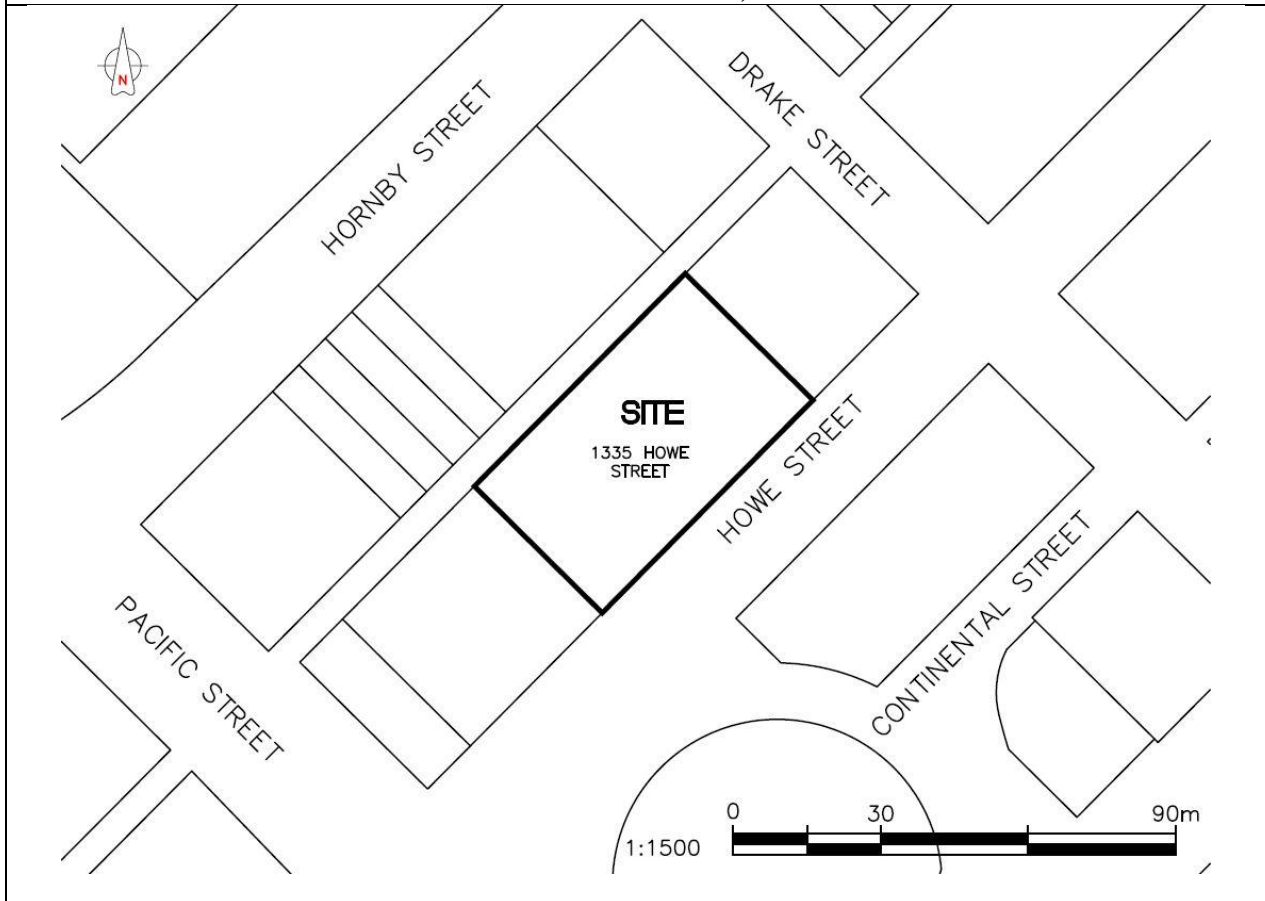 N
DRAKE STREET
HORNBY STREET
SITE
1335 HOWE
STREET
HOWE STREET
CONTINENTAL STREET
PACIFIC STREET
0 30 90m
1:1500